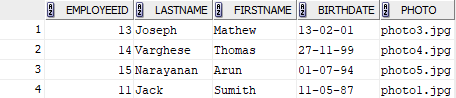 EMPLOYEEID LASTNAME FIRSTNAME BIRTHDATE PHOTO
1 13 Joseph Mathew 13-02-01 photo3.jpg
2 14 Varghese Thomas 27-11-99 photo4.jpg
3 15 Narayanan Arun 01-07-94 photo5.jpg
4 11 Jack Sumith 11-05-87 photo1.jpg